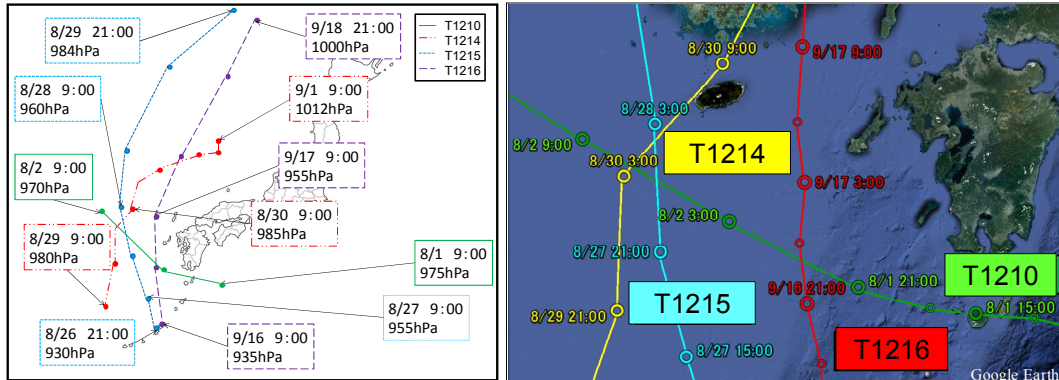 8/29 21:00
984hPa
9/18 21:00
1000hPa
T1210
T1214
T1215
T1216
8/28 9:00
960hPa
9/1 9:00
1012hPa
8/2 9:00
970hPa
9/17 9:00
955hPa
8/29 9:00
980hPa
8/30 9:00
985hPa
8/1 9:00
975hPa
8/26 21:00
930hPa
9/16 9:00
935hPa
8/27 9:00
955hPa
8/30 9:00
9/17 9:00
8/28 3:00
8/2 9:00
T1214
8/30 3:00
9/17 3:00
8/2 3:00
8/27 21:00
T1210
8/1 21:00
9/16 21:00
8/1 15:00
T1215
8/29 21:00
T1216
8/27 15:00
Google Earth